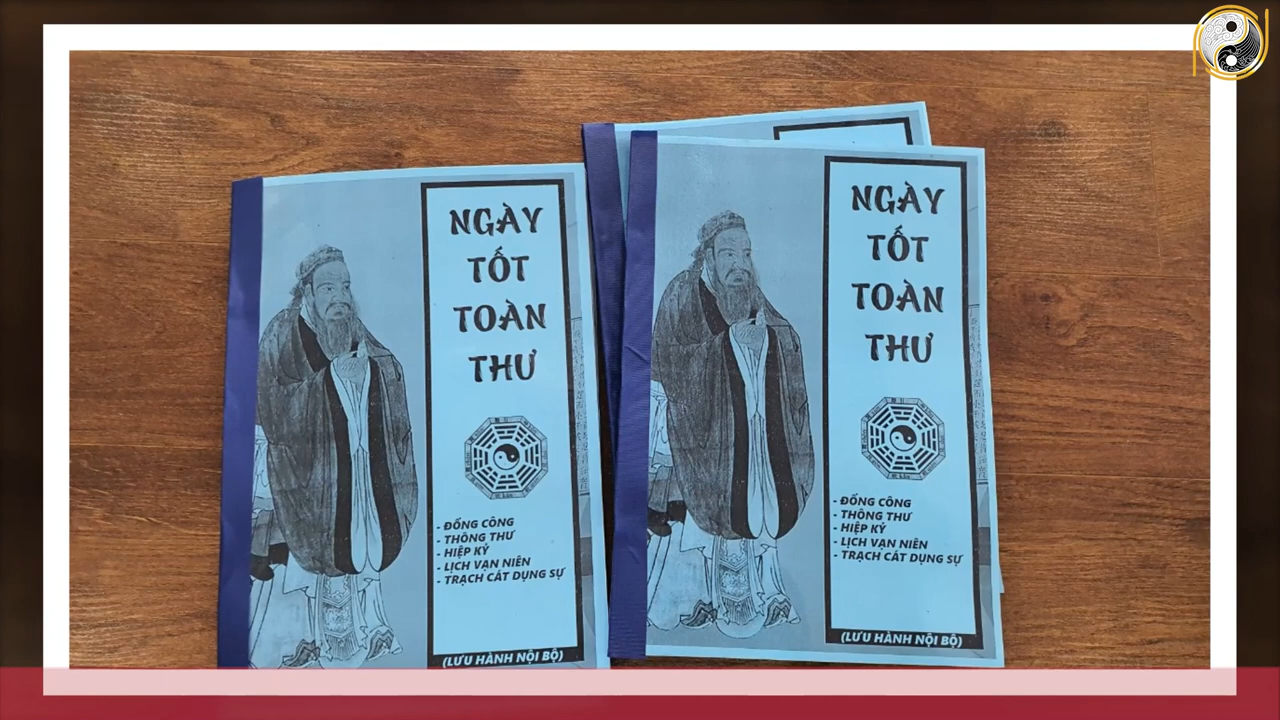 NGÀY
TỐT
TOÀN
THƯ
- ĐỔNG CÔNG
- THÔNG THƯ
- HIỆP KỶ
- LỊCH VẠN NIÊN
- TRẠCH CÁT DỤNG SỰ
(LƯU HÀNH NỘI BỘ)
NGÀY
TỐT
TOÀN
THƯ
- ĐỔNG CÔNG
- THÔNG THƯ
- HIỆP KỶ
- LỊCH VẠN NIÊN
- TRẠCH CÁT DỤNG SỰ
(LƯU HÀNH NỘI BỘ)